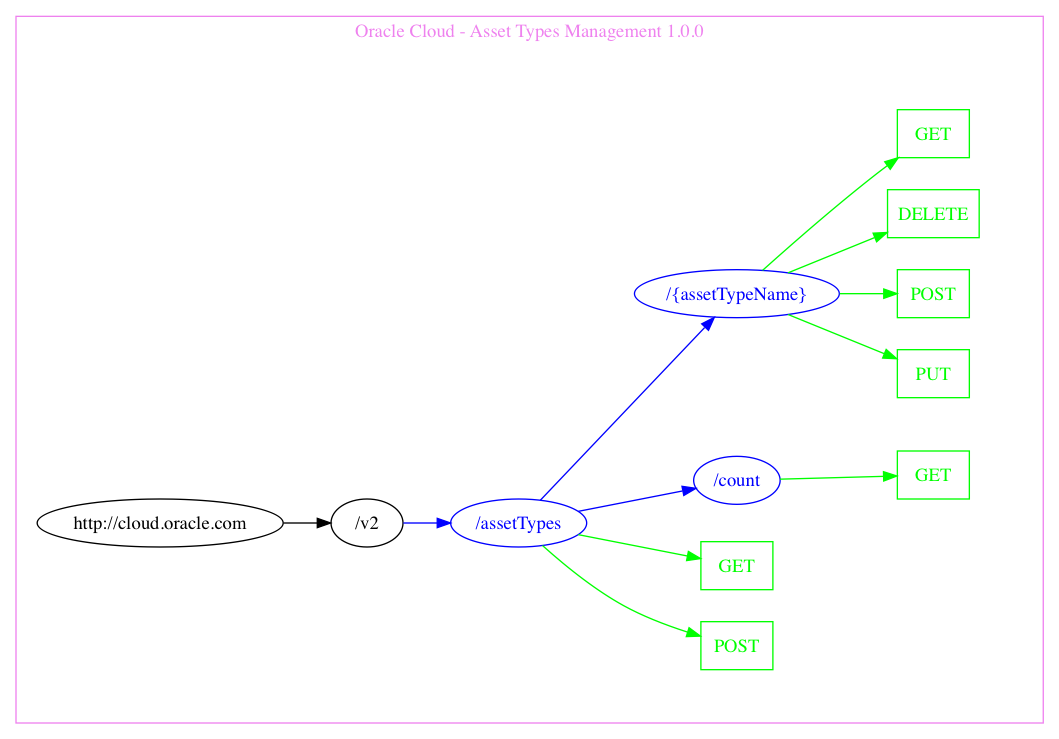 Oracle Cloud - Asset Types Management 1.0.0
GET
DELETE
/{assetTypeName}
POST
PUT
/count
GET
http://cloud.oracle.com
/v2
/assetTypes
GET
POST